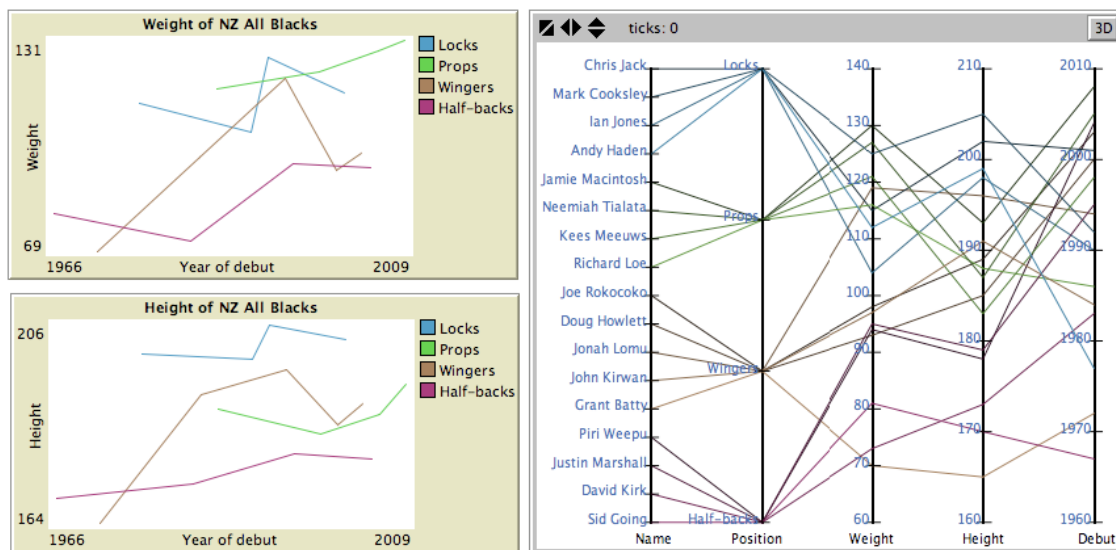 Weight of NZ All Blacks
131
Weight
69
1966
Year of debut
2009
Locks
Props
Wingers
Half-backs
Height of NZ All Blacks
206
Height
164
1966
Year of debut
2009
Locks
Props
Wingers
Half-backs
ticks: 0
3D
Chris Jack
Mark Cooksley
Ian Jones
Andy Haden
Jamie Macintosh
Neemiah Tialata
Kees Meeuws
Richard Loe
Joe Rokocoko
Doug Howlett
Jonah Lomu
John Kirwan
Grant Batty
Piri Weepu
Justin Marshall
David Kirk
Sid Going
Name
Locks
Props
Wingers
Half-backs
Position
140
130
120
110
100
90
80
70
60
Weight
210
200
190
180
170
160
Height
2010
2000
1990
1980
1970
1960
Debut